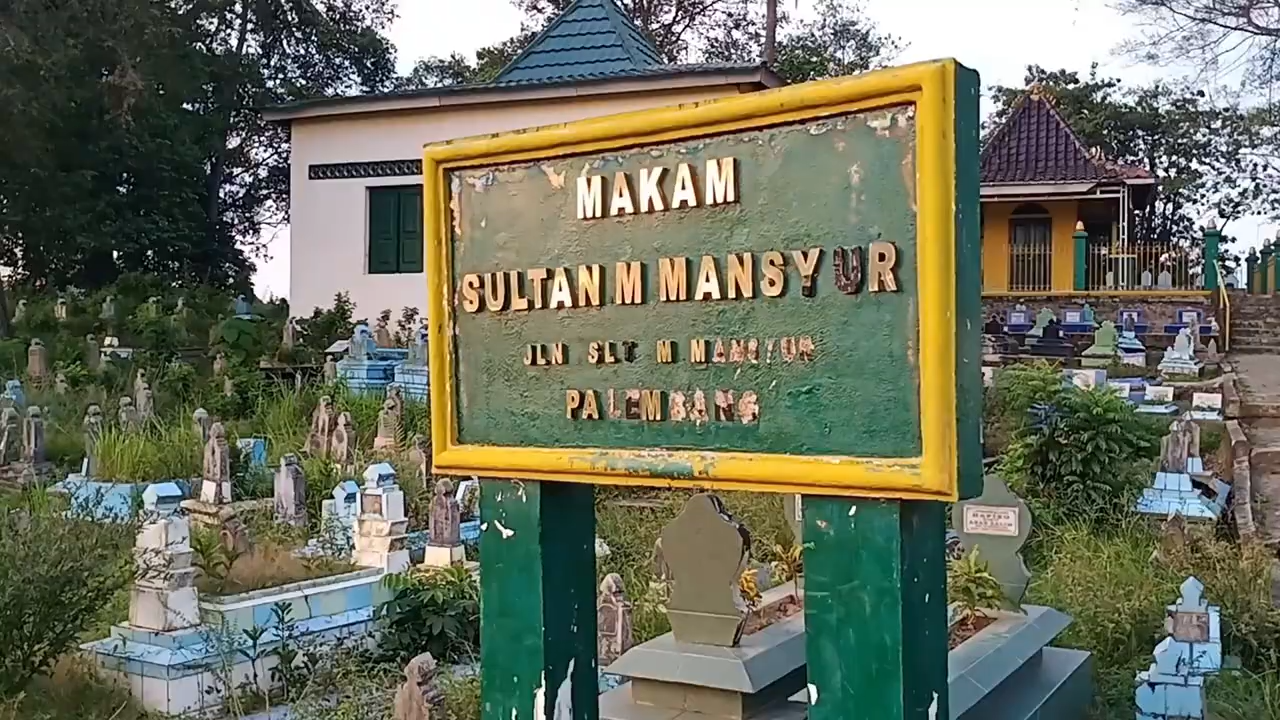 MAKAM
SULTAN M MANSYUR
JLN SLT M MANSYUR
PALEMBANG